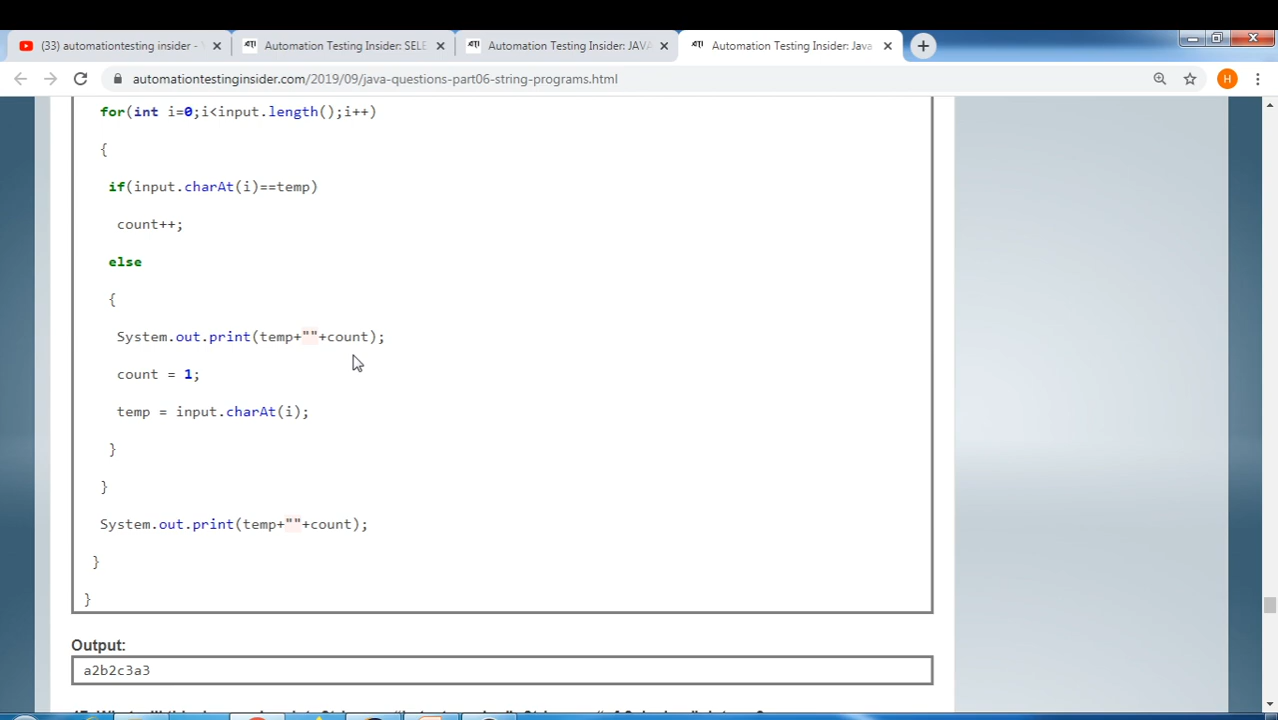 (33) automationtesting insider -
Automation Testing Insider: SELE
Automation Testing Insider: JAVA
Automation Testing Insider: Java
automationtestinginsider.com/2019/09/java-questions-part06-string-programs.html
H
for(int i=0;i<input.length();i++)
{
if(input.charAt(i)==temp)
count++;
else
{
System.out.print(temp+""+count);
count = 1;
temp = input.charAt(i);
}
}
System.out.print(temp+""+count);
}
}
Output:
a2b2c3a3